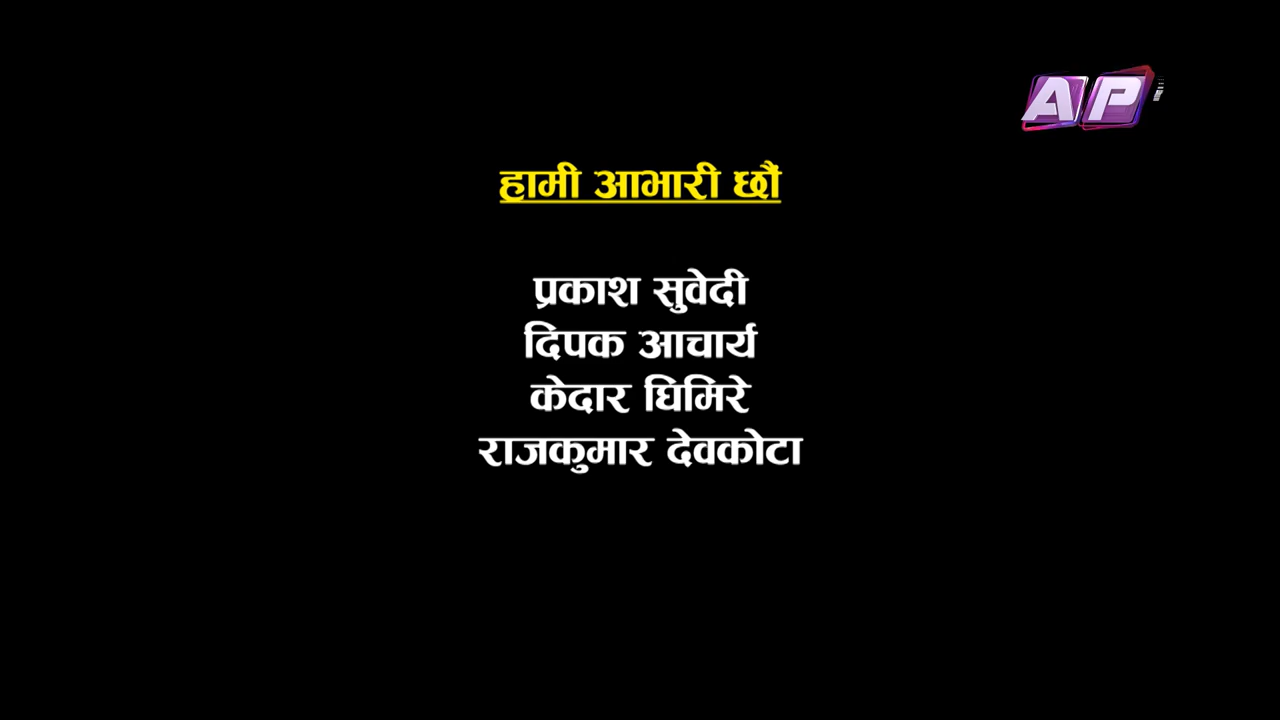 AP
हामी आभारी छौं
प्रकाश सुवेदी
दिपक आचार्य
केदार घिमिरे
राजकुमार देवकोटा